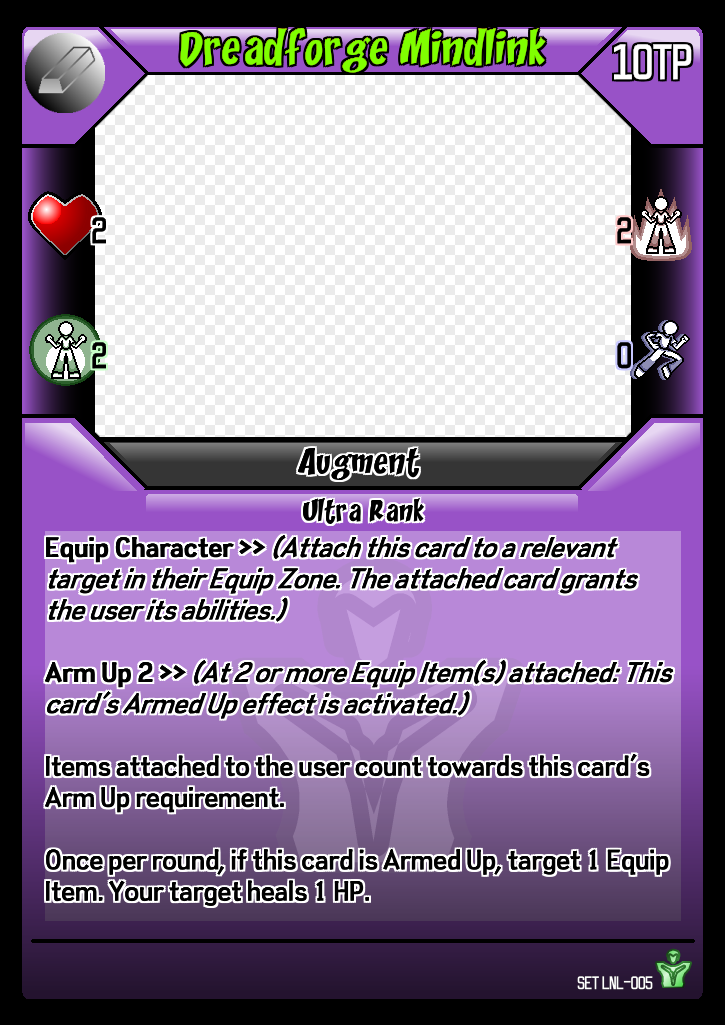 Dreadforge Mindlink
10TP
2
2
2
0
Augment
Ultra Rank
Equip Character >> (Attach this card to a relevant
target in their Equip Zone. The attached card grants
the user its abilities.)
Arm Up 2 >> (At 2 or more Equip Item(s) attached: This
card's Armed Up effect is activated.)
Items attached to the user count towards this card's
Arm Up requirement.
Once per round, if this card is Armed Up, target 1 Equip
Item. Your target heals 1 HP.
SET LNL-005